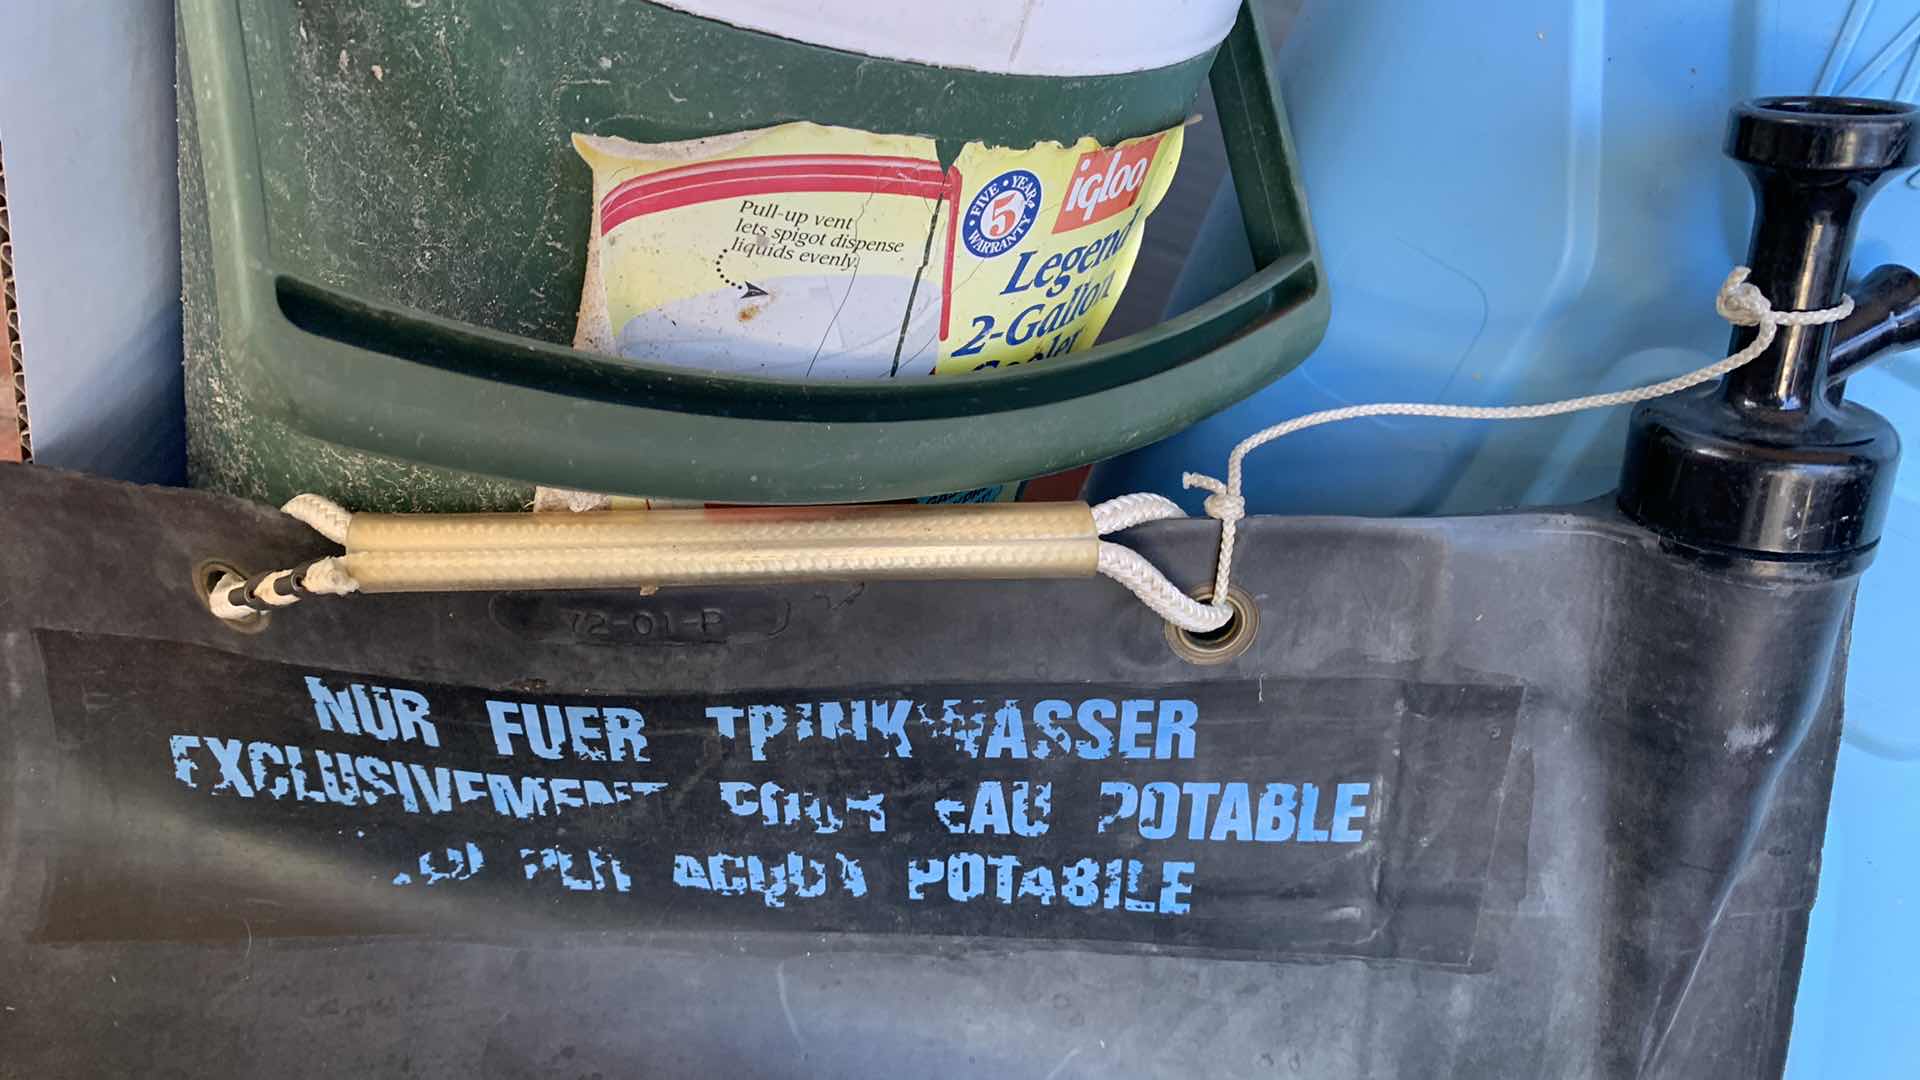 Pull-up vent
lets spigot dispense
liquids evenly
FIVE YEAR
5
WARRANTY
igloo
Legend
2-Gallon
72-01-P
NUR FUER TRINKWASSER
EXCLUSIVEMENT POUR EAU POTABLE
PER ACQUA POTABILE